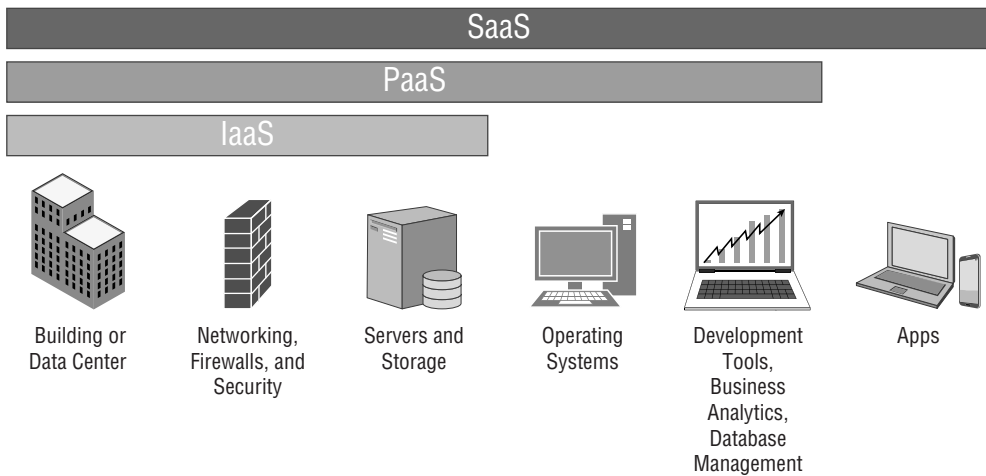 SaaS
PaaS
IaaS
Building or
Data Center
Networking,
Firewalls, and
Security
Servers and
Storage
Operating
Systems
Development
Tools,
Business
Analytics,
Database
Management
Apps